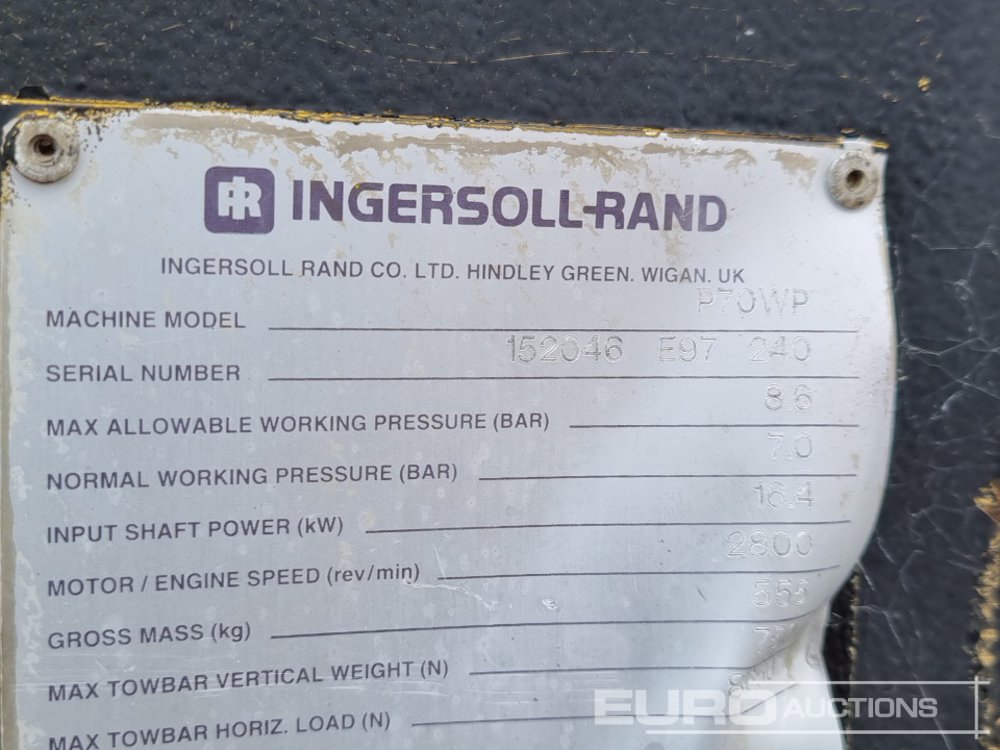 IR INGERSOLL-RAND
INGERSOLL RAND CO. LTD. HINDLEY GREEN. WIGAN. UK
MACHINE MODEL P70WP
SERIAL NUMBER 152046 E97 240
MAX ALLOWABLE WORKING PRESSURE (BAR) 8.6
NORMAL WORKING PRESSURE (BAR) 7.0
INPUT SHAFT POWER (kW) 16.4
MOTOR / ENGINE SPEED (rev/min) 2800
GROSS MASS (kg) 555
MAX TOWBAR VERTICAL WEIGHT (N)
MAX TOWBAR HORIZ. LOAD (N)
EURO AUCTIONS